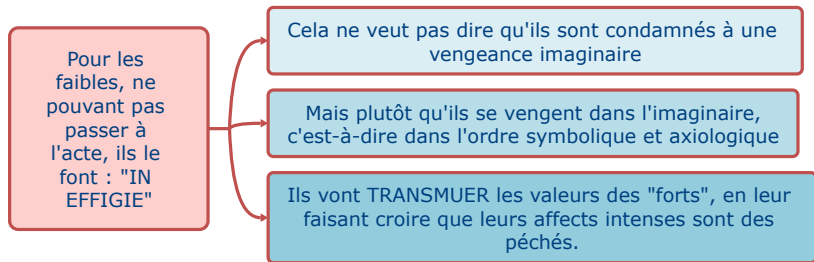 Pour les
faibles, ne
pouvant pas
passer à
l'acte, ils le
font : "IN
EFFIGIE"
Cela ne veut pas dire qu'ils sont condamnés à une
vengeance imaginaire
Mais plutôt qu'ils se vengent dans l'imaginaire,
c'est-à-dire dans l'ordre symbolique et axiologique
Ils vont TRANSMUER les valeurs des "forts", en leur
faisant croire que leurs affects intenses sont des
péchés.